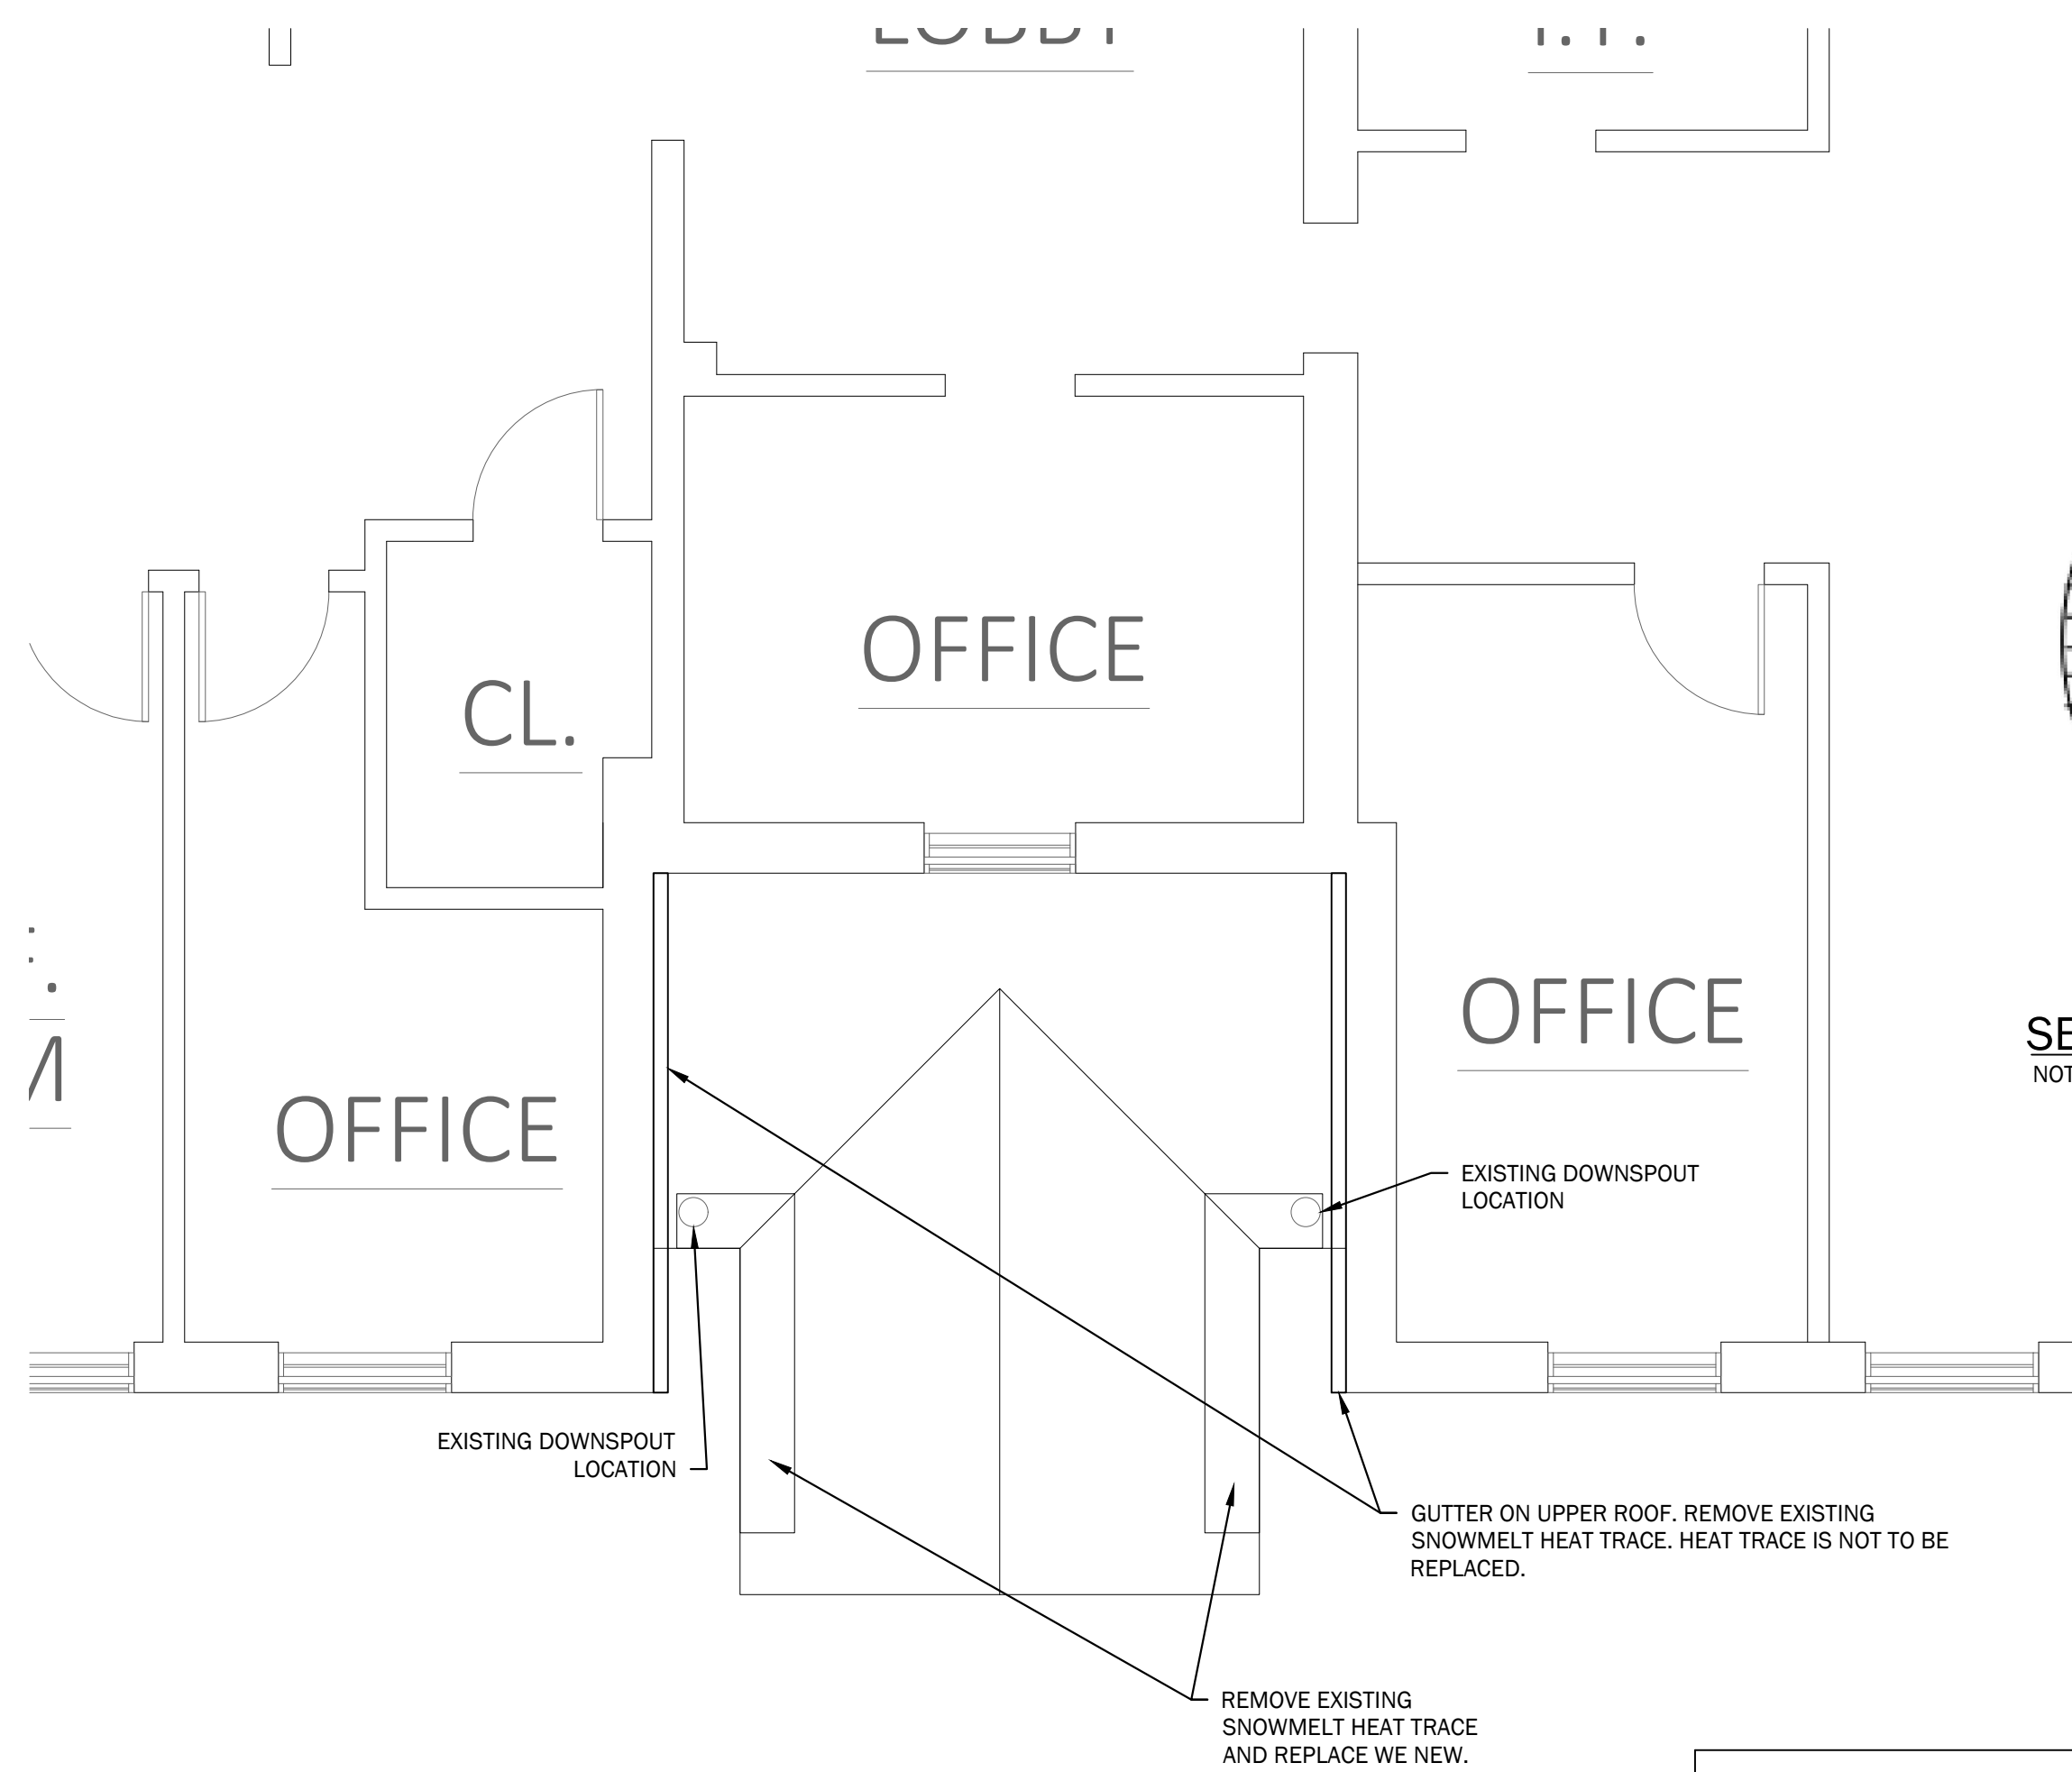 LOBBY
OFFICE
CL.
OFFICE
OFFICE
EXISTING DOWNSPOUT
LOCATION
EXISTING DOWNSPOUT
LOCATION
GUTTER ON UPPER ROOF. REMOVE EXISTING
SNOWMELT HEAT TRACE. HEAT TRACE IS NOT TO BE
REPLACED.
REMOVE EXISTING
SNOWMELT HEAT TRACE
AND REPLACE WE NEW.